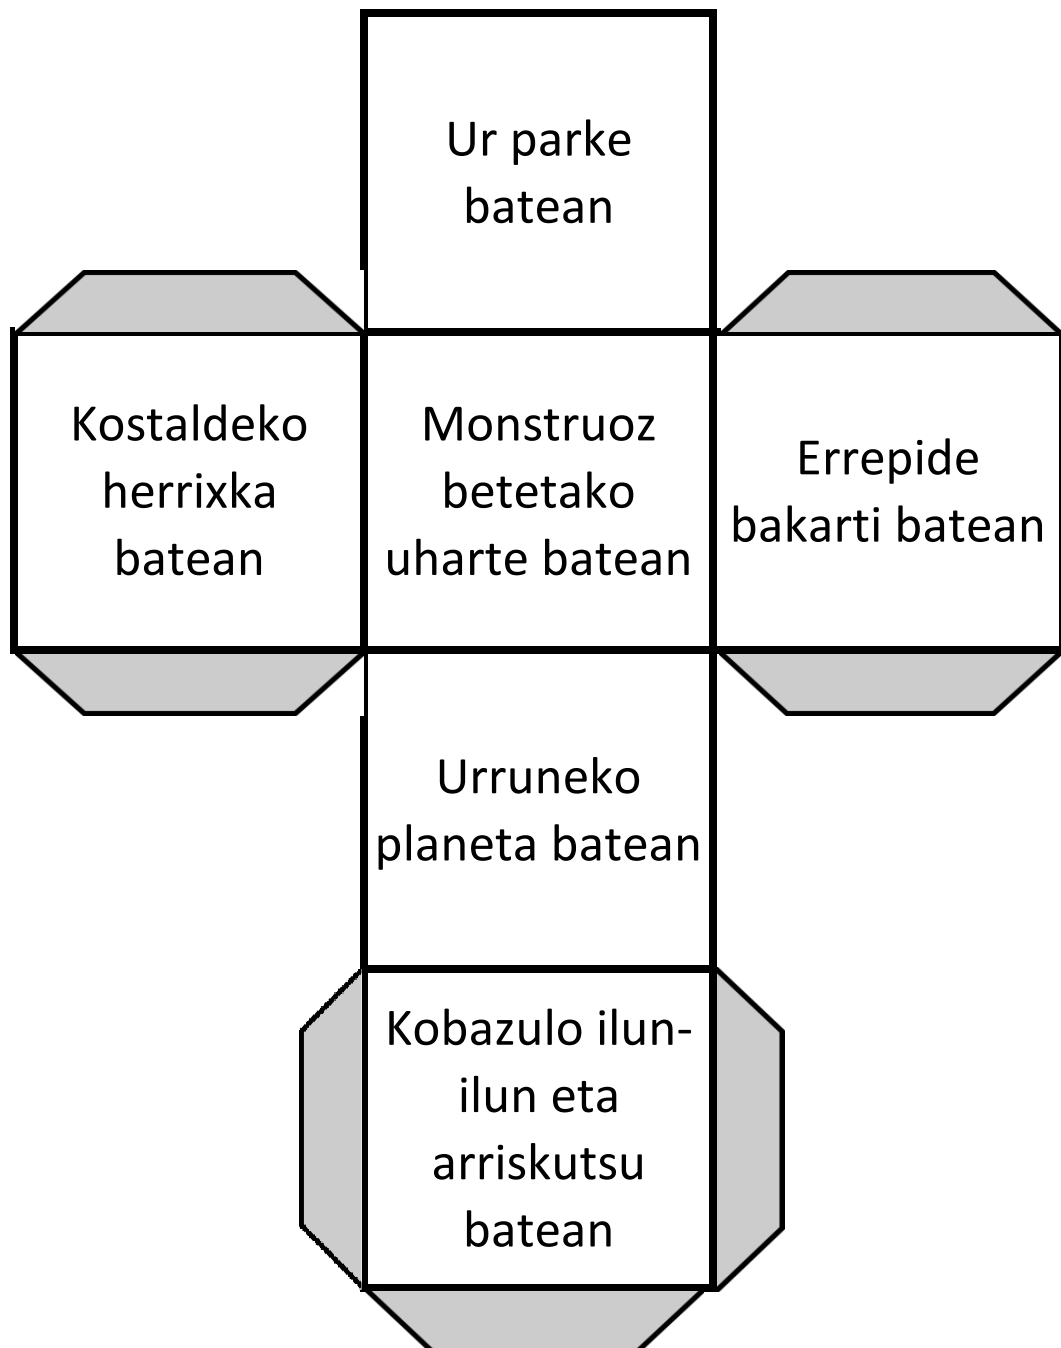 Ur parke
batean
Kostaldeko
herrixka
batean
Monstruoz
betetako
uharte batean
Errepide
bakarti batean
Urruneko
planeta batean
Kobazulo ilun-
ilun eta
arriskutsu
batean